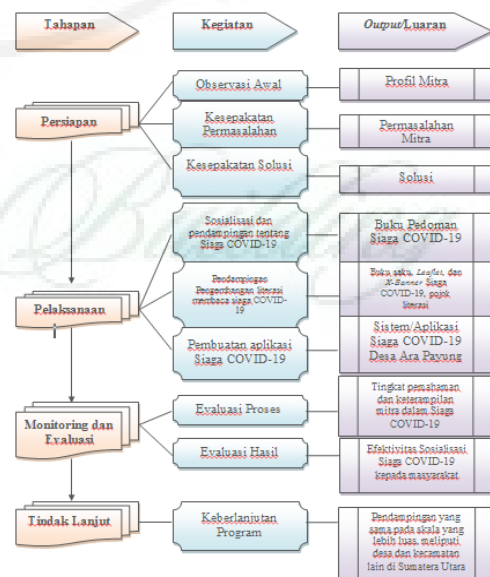 Tahapan
Kegiatan
Output/Luaran
Persiapan
Observasi Awal
Profil Mitra
Kesepakatan
Permasalahan
Permasalahan
Mitra
Kesepakatan Solusi
Solusi
Pelaksanaan
Sosialisasi dan
pendampingan tentang
Siaga COVID-19
Buku Pedoman
Siaga COVID-19
Pendampingan
Pengembangan literasi
membaca siaga COVID-
19
Buku saku, Leaflet, dan
X-Banner Siaga
COVID-19, pojok
literasi
Pembuatan aplikasi
Siaga COVID-19
Sistem/Aplikasi
Siaga COVID-19
Desa Ara Payung
Monitoring dan
Evaluasi
Evaluasi Proses
Tingkat pemahaman
dan keterampilan
mitra dalam Siaga
COVID-19
Evaluasi Hasil
Efektivitas Sosialisasi
Siaga COVID-19
kepada masyarakat
Tindak Lanjut
Keberlanjutan
Program
Pendampingan yang
sama pada skala yang
lebih luas, meliputi
desa dan kecamatan
lain di Sumatera Utara